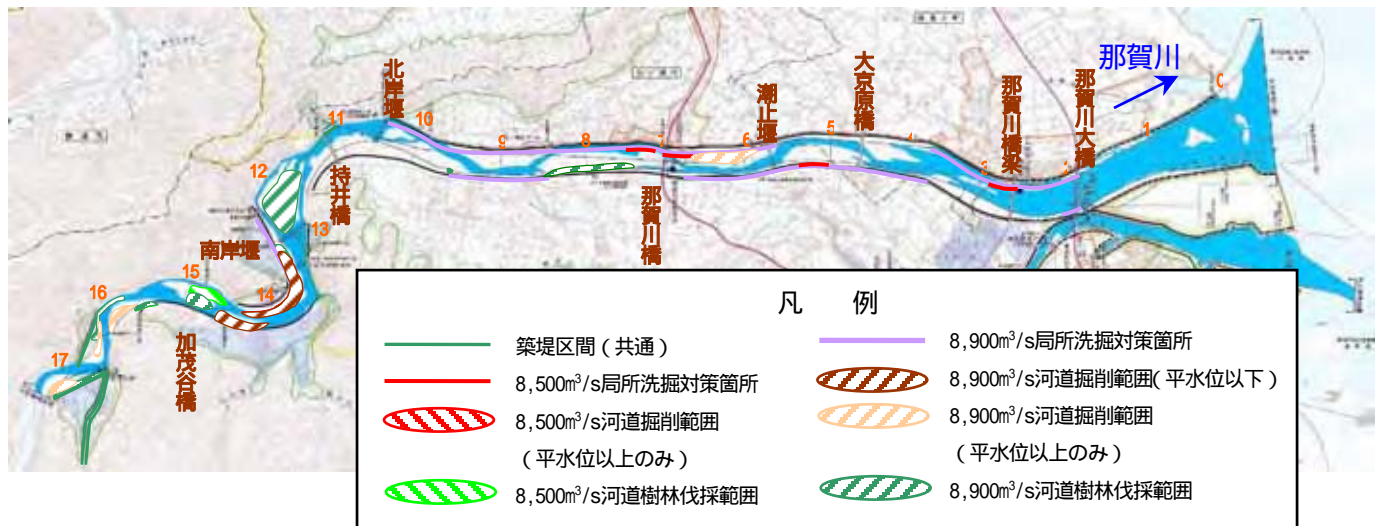 那賀川
0
1
2
3
4
5
6
7
8
9
10
11
12
13
14
15
16
17
北岸堰
潮止堰
大京原橋
那賀川橋梁
那賀川大橋
持井橋
那賀川橋
南岸堰
加茂谷橋
凡 例
築堤区間(共通)
8,500m³/s局所洗掘対策箇所
8,500m³/s河道掘削範囲
(平水位以上のみ)
8,500m³/s河道樹林伐採範囲
8,900m³/s局所洗掘対策箇所
8,900m³/s河道掘削範囲(平水位以下)
8,900m³/s河道掘削範囲
(平水位以上のみ)
8,900m³/s河道樹林伐採範囲